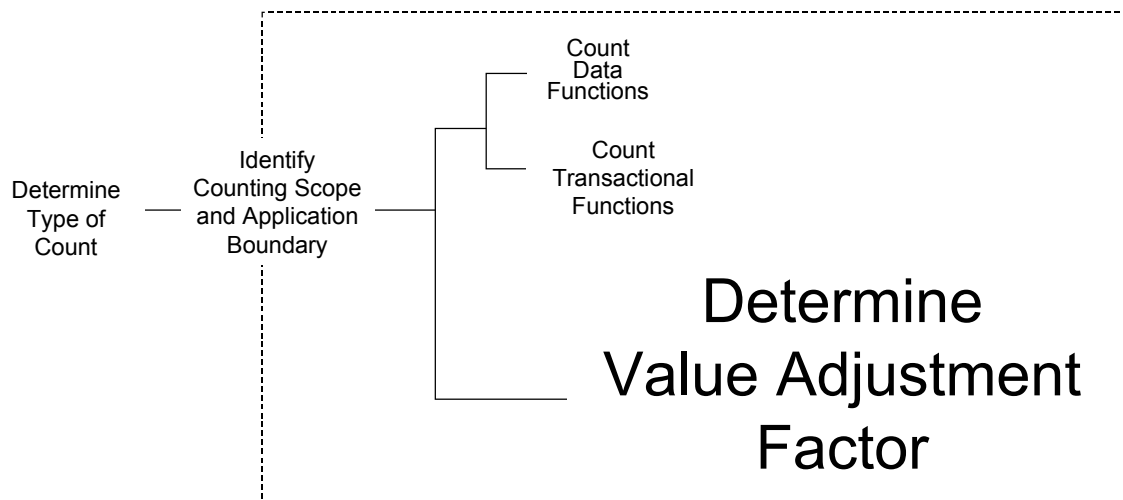 Determine
Type of
Count
Identify
Counting Scope
and Application
Boundary
Count
Data
Functions
Count
Transactional
Functions
Determine
Value Adjustment
Factor